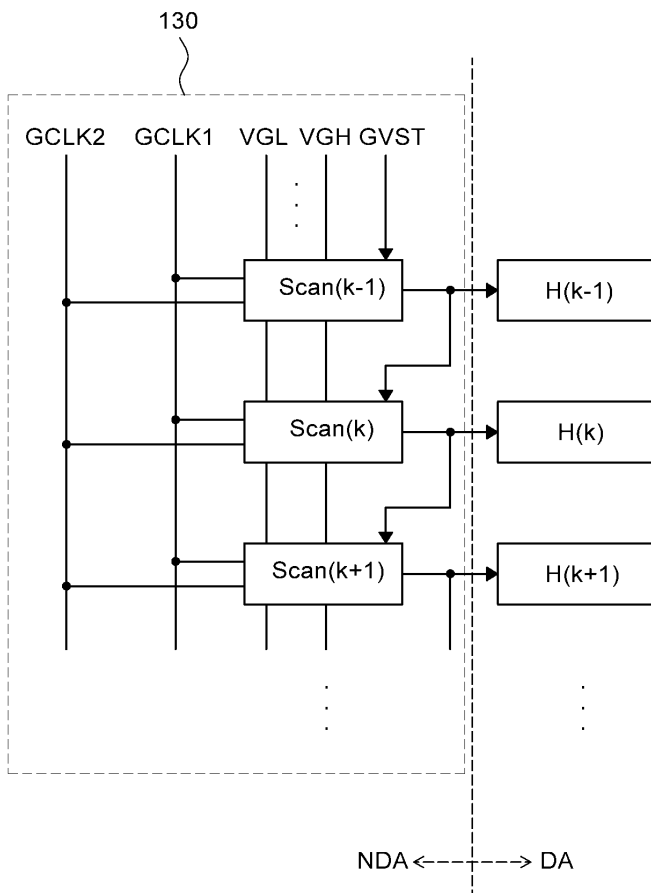 130
GCLK2 GCLK1 VGL VGH GVST
Scan(k-1) H(k-1)
Scan(k) H(k)
Scan(k+1) H(k+1)
NDA DA